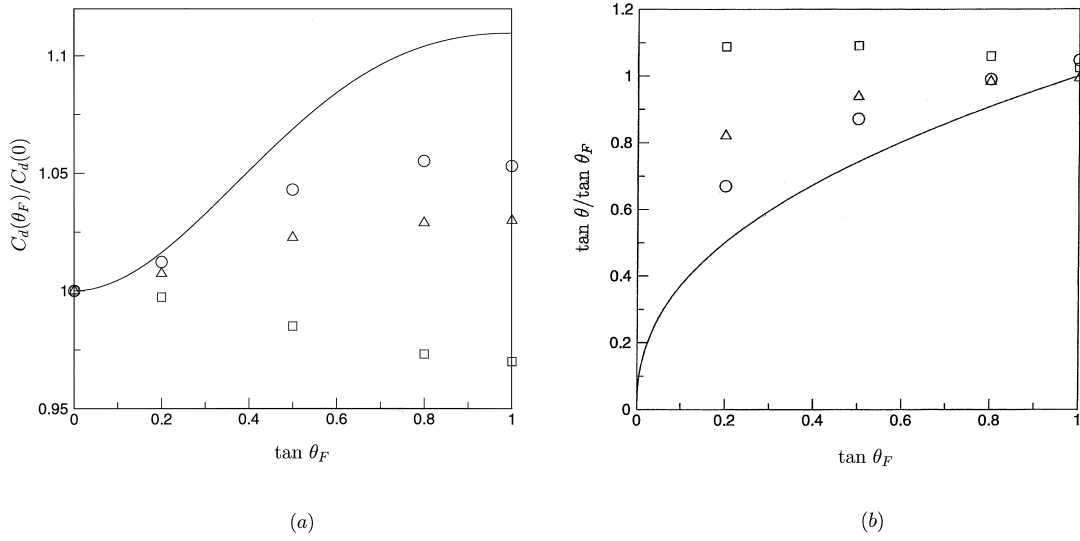 1.1
1.05
1
0.95
C_d(θ_F)/C_d(0)
0 0.2 0.4 0.6 0.8 1
tan θ_F
(a)
1.2
1
0.8
0.6
0.4
0.2
0
tan θ/tan θ_F
0 0.2 0.4 0.6 0.8 1
tan θ_F
(b)